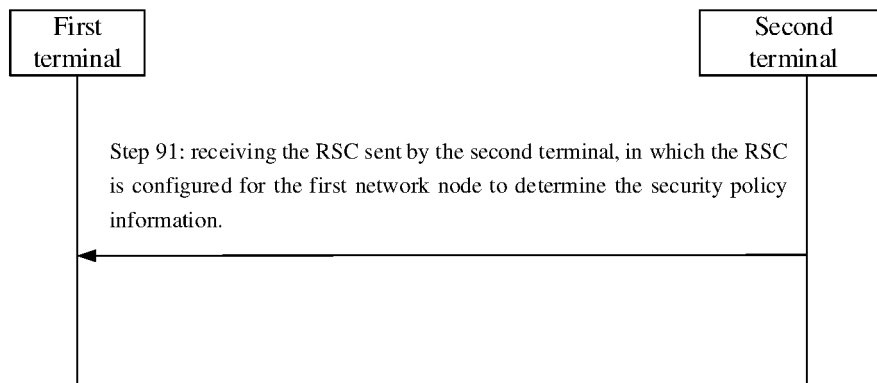 First
terminal
Second
terminal
Step 91: receiving the RSC sent by the second terminal, in which the RSC
is configured for the first network node to determine the security policy
information.